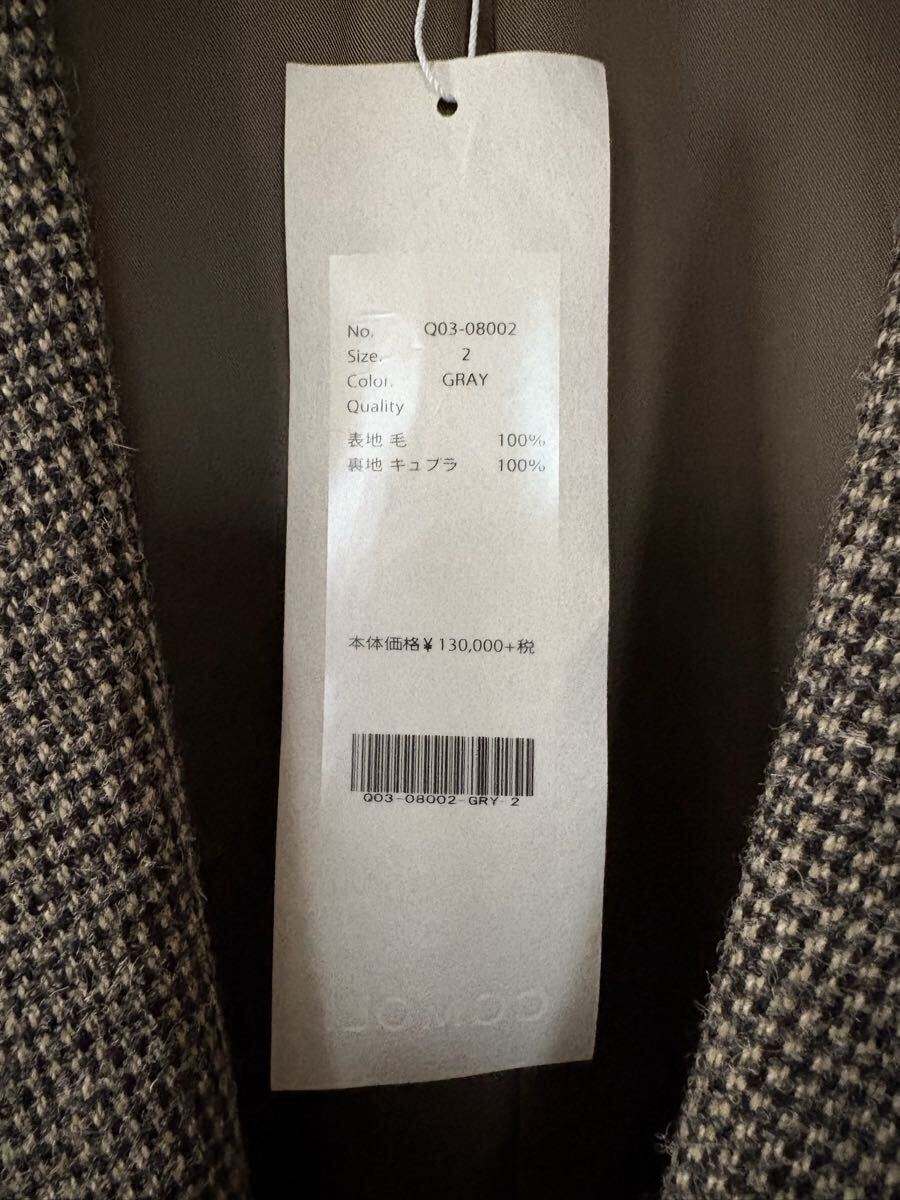 No. Q03-08002
Size. 2
Color. GRAY
Quality
表地 毛 100%
裏地 キュプラ 100%
本体価格¥ 130,000+税
Q03-08002-GRY-2